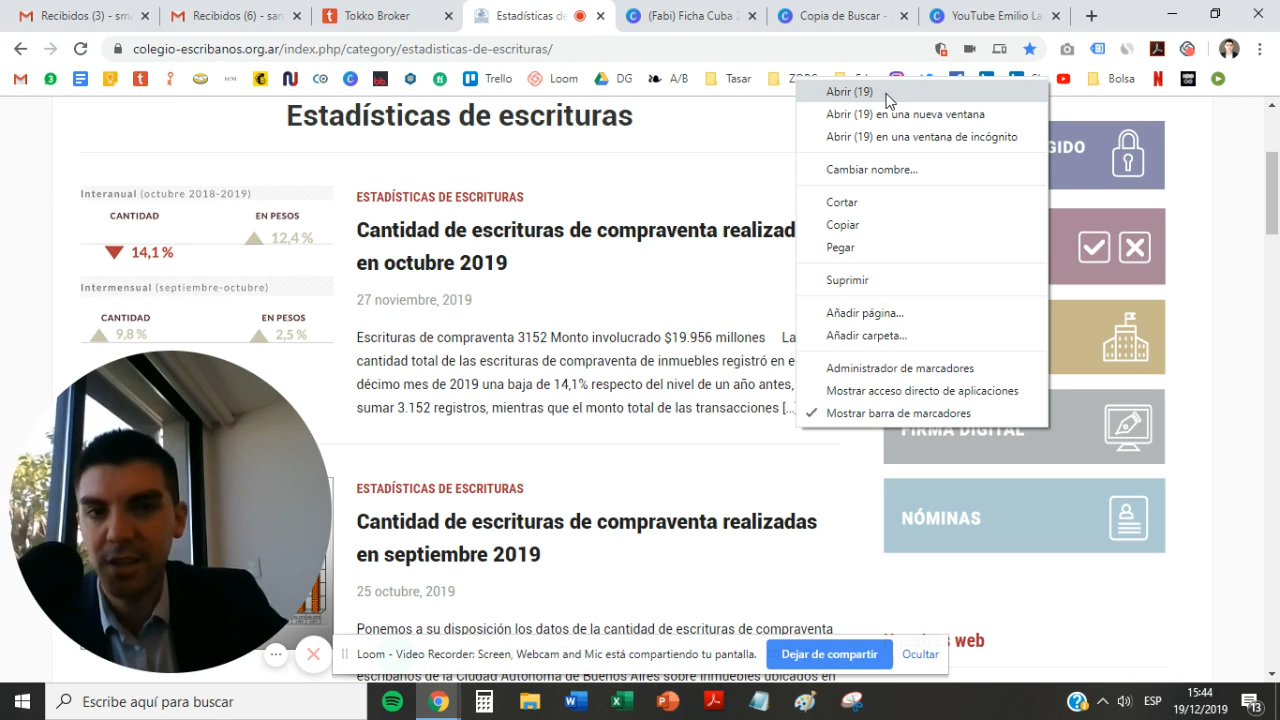 Recibidos (3) - sm
Recibidos (6) - san
Tokko Broker
Estadísticas de
(Fabi) Ficha Cuba 2
Copia de Buscar -
YouTube Emilio La
colegio-escribanos.org.ar/index.php/category/estadisticas-de-escrituras/
Trello
Loom
DG
A/B
Tasar
Bolsa
Estadísticas de escrituras
Interanual (octubre 2018-2019)
CANTIDAD EN PESOS
14,1 % 12,4 %
Intermensual (septiembre-octubre)
CANTIDAD EN PESOS
9,8 % 2,5 %
ESTADÍSTICAS DE ESCRITURAS
Cantidad de escrituras de compraventa realizad
en octubre 2019
27 noviembre, 2019
Escrituras de compraventa 3152 Monto involucrado $19.956 millones La
cantidad total de las escrituras de compraventa de inmuebles registró en e
décimo mes de 2019 una baja de 14,1% respecto del nivel de un año antes,
sumar 3.152 registros, mientras que el monto total de las transacciones [...]
ESTADÍSTICAS DE ESCRITURAS
Cantidad de escrituras de compraventa realizadas
en septiembre 2019
25 octubre, 2019
Ponemos a su disposición los datos de la cantidad de escrituras de compraventa
escribanos de la Ciudad Autónoma de Buenos Aires sobre inmuebles ubicados en
Abrir (19)
Abrir (19) en una nueva ventana
Abrir (19) en una ventana de incógnito
Cambiar nombre...
Cortar
Copiar
Pegar
Suprimir
Añadir página...
Añadir carpeta...
Administrador de marcadores
Mostrar acceso directo de aplicaciones
Mostrar barra de marcadores
GIDO
FIRMA DIGITAL
NÓMINAS
web
Loom - Video Recorder: Screen, Webcam and Mic está compartiendo tu pantalla.
Dejar de compartir
Ocultar
Escribe aquí para buscar
ESP
15:44
19/12/2019
13